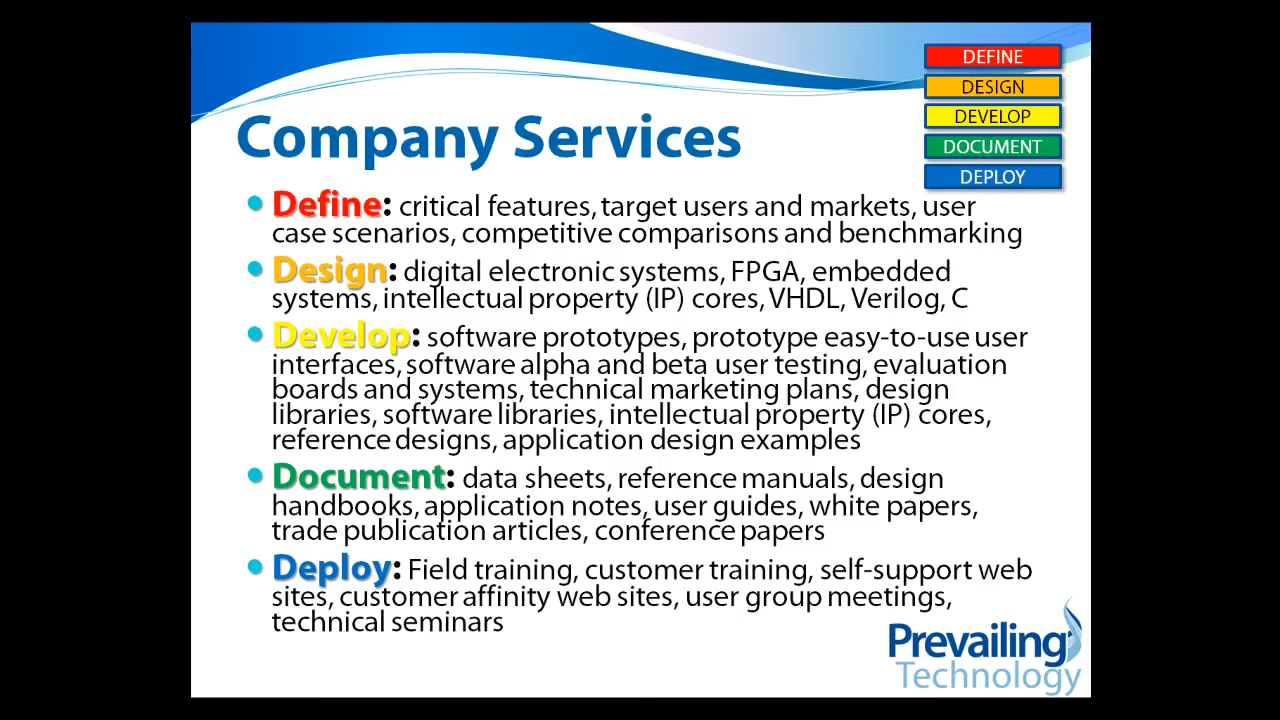 DEFINE
DESIGN
DEVELOP
DOCUMENT
DEPLOY
Company Services
• Define: critical features, target users and markets, user
case scenarios, competitive comparisons and benchmarking
• Design: digital electronic systems, FPGA, embedded
systems, intellectual property (IP) cores, VHDL, Verilog, C
• Develop: software prototypes, prototype easy-to-use user
interfaces, software alpha and beta user testing, evaluation
boards and systems, technical marketing plans, design
libraries, software libraries, intellectual property (IP) cores,
reference designs, application design examples
• Document: data sheets, reference manuals, design
handbooks, application notes, user guides, white papers,
trade publication articles, conference papers
• Deploy: Field training, customer training, self-support web
sites, customer affinity web sites, user group meetings,
technical seminars
Prevailing
Technology